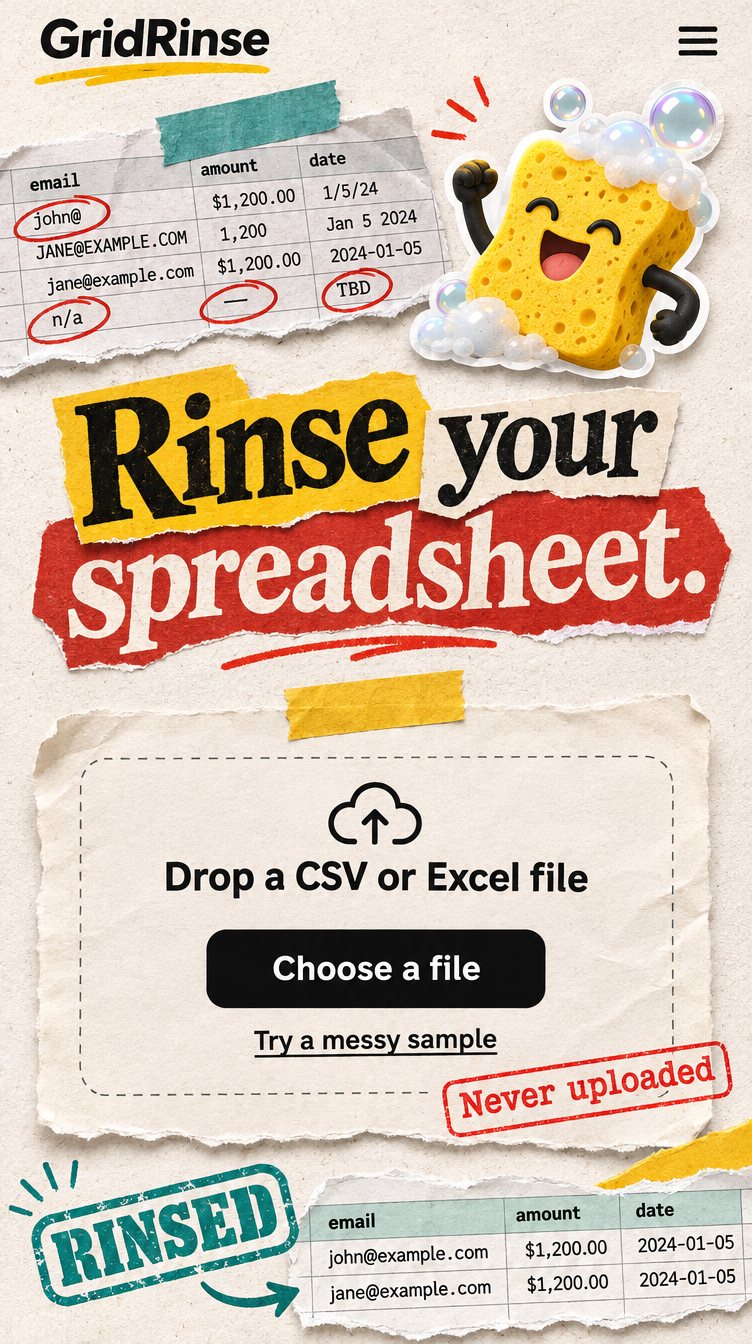 GridRinse
email amount date
john@ $1,200.00 1/5/24
JANE@EXAMPLE.COM 1,200 Jan 5 2024
jane@example.com $1,200.00 2024-01-05
n/a — TBD
Rinse your
spreadsheet.
Drop a CSV or Excel file
Choose a file
Try a messy sample
Never uploaded
RINSED
email amount date
john@example.com $1,200.00 2024-01-05
jane@example.com $1,200.00 2024-01-05